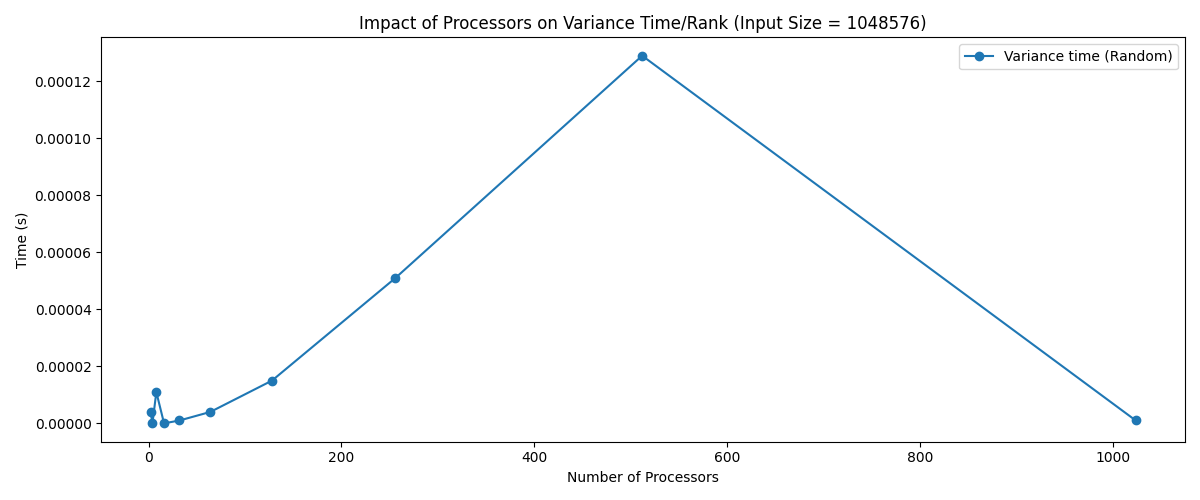 Impact of Processors on Variance Time/Rank (Input Size = 1048576)
Variance time (Random)
Time (s)
0.00012
0.00010
0.00008
0.00006
0.00004
0.00002
0.00000
0 200 400 600 800 1000
Number of Processors